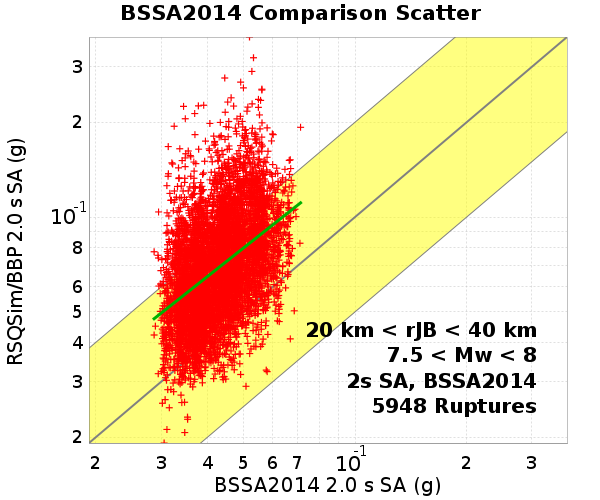 BSSA2014 Comparison Scatter
RSQSim/BBP 2.0 s SA (g)
3
2
10-1
8
6
5
4
3
2
20 km < rJB < 40 km
7.5 < Mw < 8
2s SA, BSSA2014
5948 Ruptures
2 3 4 5 6 7 10-1 2 3
BSSA2014 2.0 s SA (g)